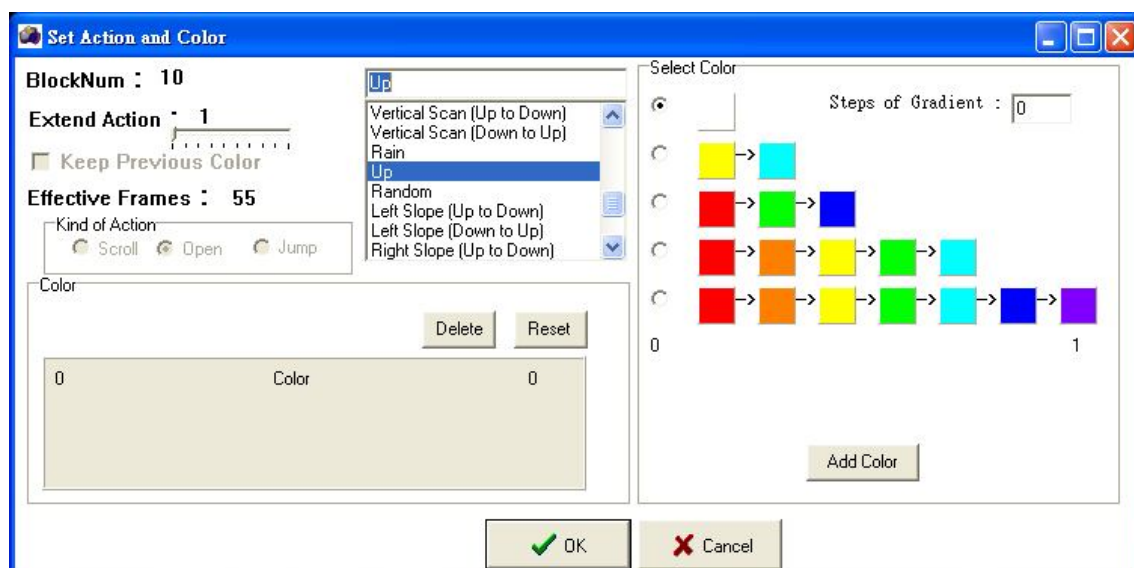 Set Action and Color
BlockNum : 10
Extend Action : 1
Keep Previous Color
Effective Frames : 55
Kind of Action
Scroll Open Jump
Up
Vertical Scan (Up to Down)
Vertical Scan (Down to Up)
Rain
Up
Random
Left Slope (Up to Down)
Left Slope (Down to Up)
Right Slope (Up to Down)
Color
Delete Reset
0 Color 0
Select Color
Steps of Gradient : 0
->
-> ->
-> -> -> ->
-> -> -> -> -> ->
0 1
Add Color
OK Cancel